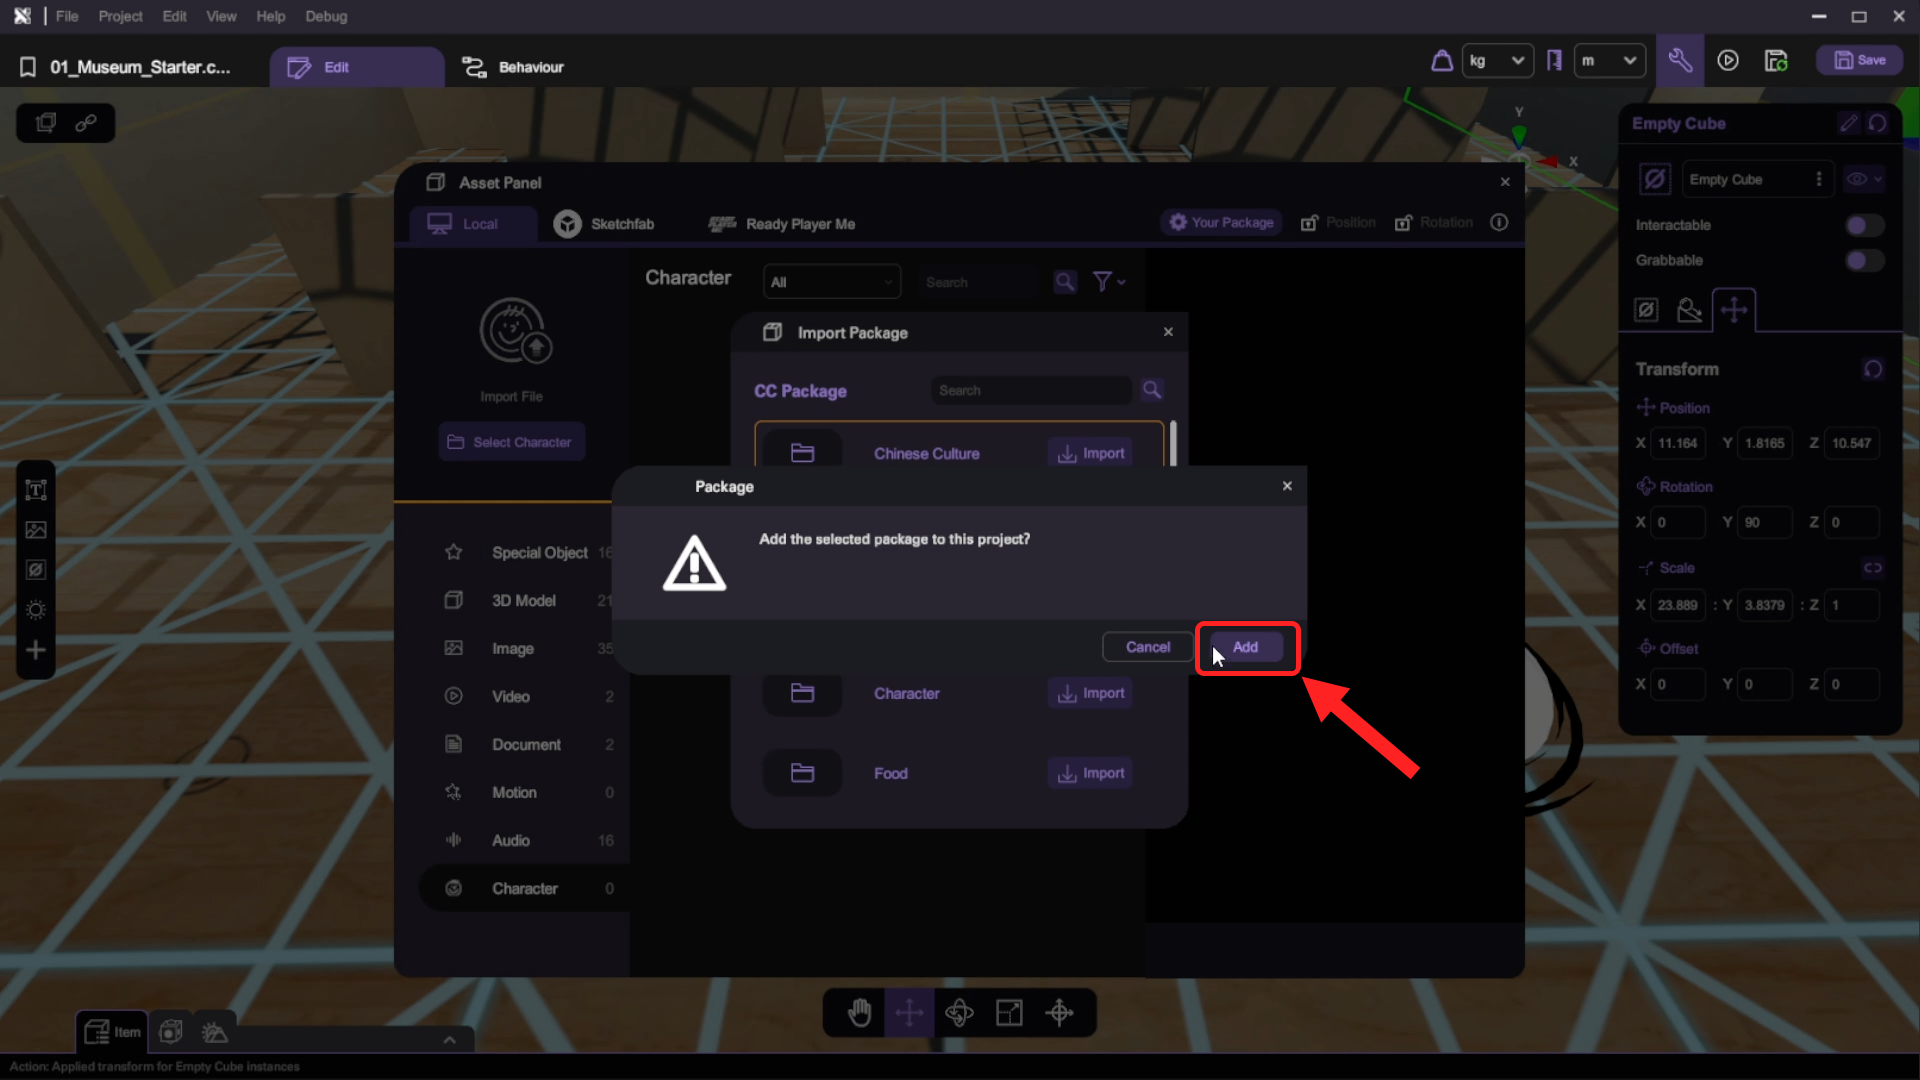 File Project Edit View Help Debug
01_Museum_Starter.c... Edit Behaviour kg m Save
Y
X
Empty Cube
Empty Cube
Interactable
Grabbable
Transform
Position
X 11.164 Y 1.8165 Z 10.547
Rotation
X 0 Y 90 Z 0
Scale
X 23.889 : Y 3.8379 : Z 1
Offset
X 0 Y 0 Z 0
Asset Panel
Local Sketchfab Ready Player Me Your Package Position Rotation
Import File
Select Character
Character All Search
Special Object 16
3D Model 21
Image 35
Video 2
Document 2
Motion 0
Audio 16
Character 0
Import Package
CC Package Search
Chinese Culture Import
Package
Add the selected package to this project?
Cancel Add
Character Import
Food Import
T
Item
Action: Applied transform for Empty Cube instances